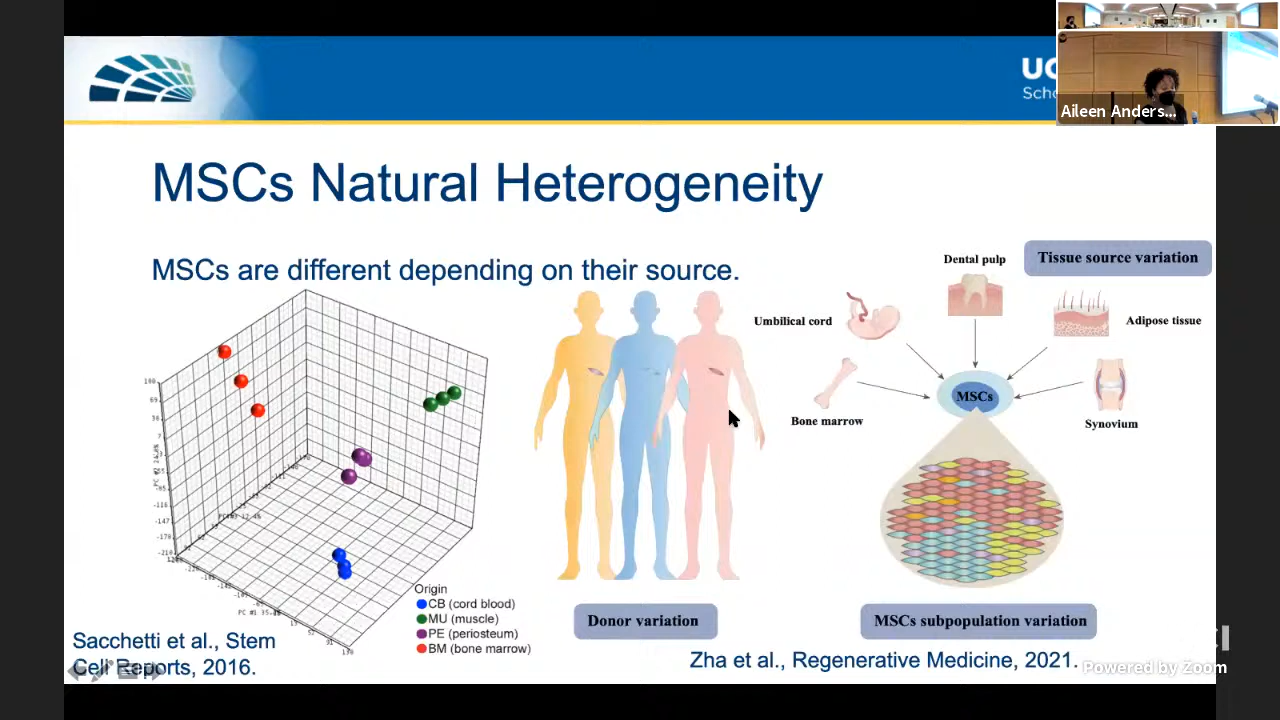 UC
Scho
Aileen Anders...
MSCs Natural Heterogeneity
MSCs are different depending on their source.
Dental pulp
Tissue source variation
Umbilical cord
Adipose tissue
MSCs
Bone marrow
Synovium
Origin
CB (cord blood)
MU (muscle)
PE (periosteum)
BM (bone marrow)
Donor variation
MSCs subpopulation variation
Sacchetti et al., Stem
Cell Reports, 2016.
Zha et al., Regenerative Medicine, 2021.
Powered by Zoom